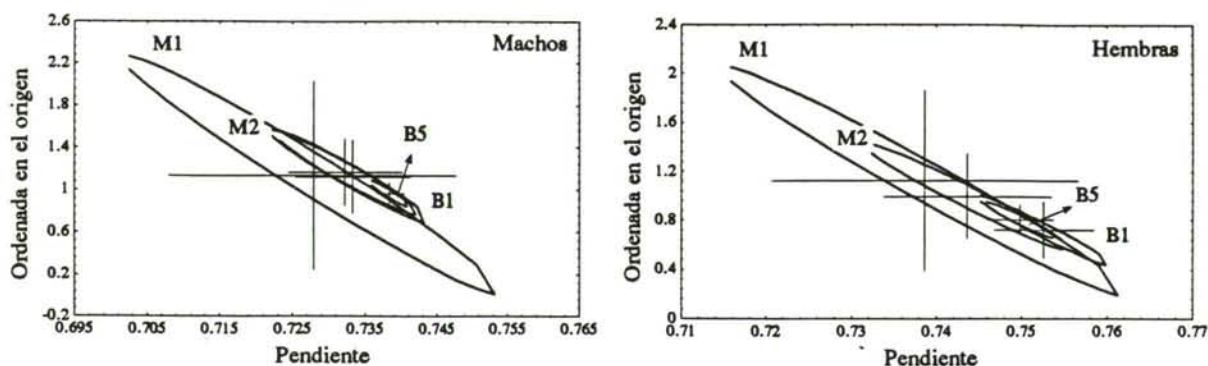 2.6
2.2
1.8
1.4
1
0.6
0.2
-0.2
Ordenada en el origen
M1
Machos
M2
B5
B1
0.695
0.705
0.715
0.725
0.735
0.745
0.755
0.765
Pendiente
2.4
2
1.6
1.2
0.8
0.4
0
Ordenada en el origen
M1
Hembras
M2
B5
B1
0.71
0.72
0.73
0.74
0.75
0.76
0.77
Pendiente